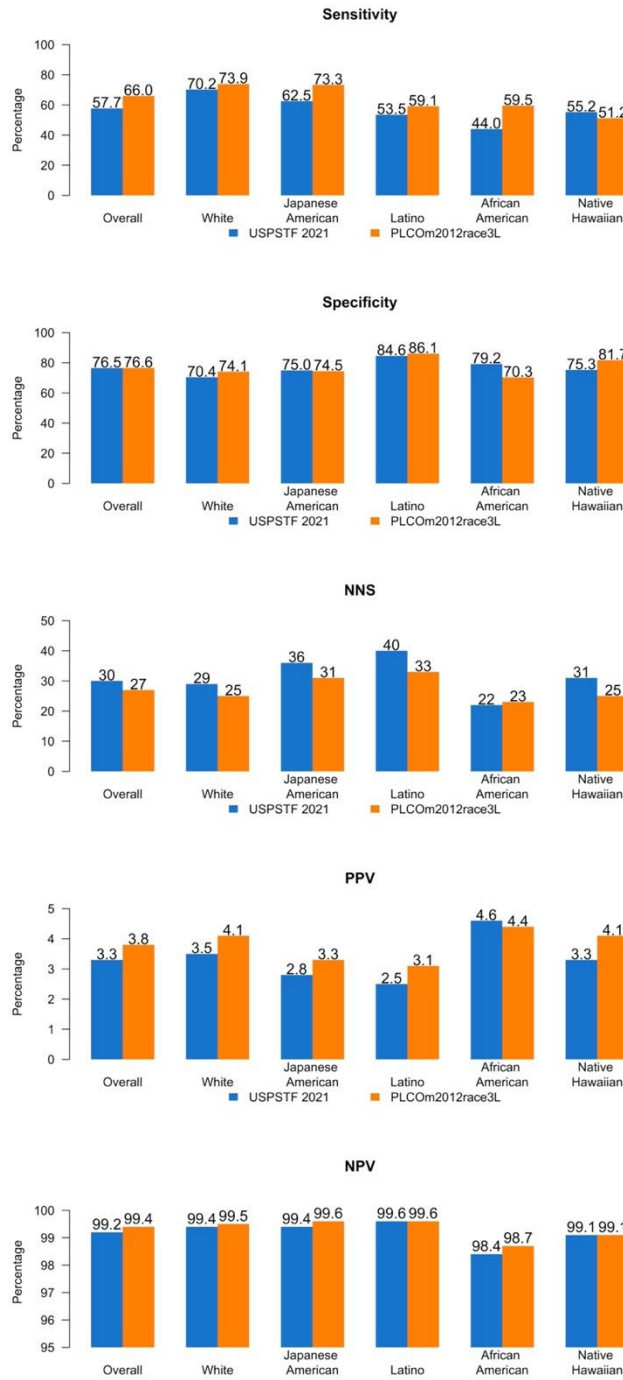 Sensitivity
Percentage
100
80
60
40
20
0
57.7 66.0 70.2 73.9 62.5 73.3 53.5 59.1 44.0 59.5 55.2 51.2
Overall White Japanese American Latino African American Native Hawaiian
USPSTF 2021 PLCOm2012race3L
Specificity
Percentage
100
80
60
40
20
0
76.5 76.6 70.4 74.1 75.0 74.5 84.6 86.1 79.2 70.3 75.3 81.7
Overall White Japanese American Latino African American Native Hawaiian
USPSTF 2021 PLCOm2012race3L
NNS
Percentage
50
40
30
20
10
0
30 27 29 25 36 31 40 33 22 23 31 25
Overall White Japanese American Latino African American Native Hawaiian
USPSTF 2021 PLCOm2012race3L
PPV
Percentage
5
4
3
2
1
0
3.3 3.8 3.5 4.1 2.8 3.3 2.5 3.1 4.6 4.4 3.3 4.1
Overall White Japanese American Latino African American Native Hawaiian
USPSTF 2021 PLCOm2012race3L
NPV
Percentage
100
99
98
97
96
95
99.2 99.4 99.4 99.5 99.4 99.6 99.6 99.6 98.4 98.7 99.1 99.1
Overall White Japanese American Latino African American Native Hawaiian